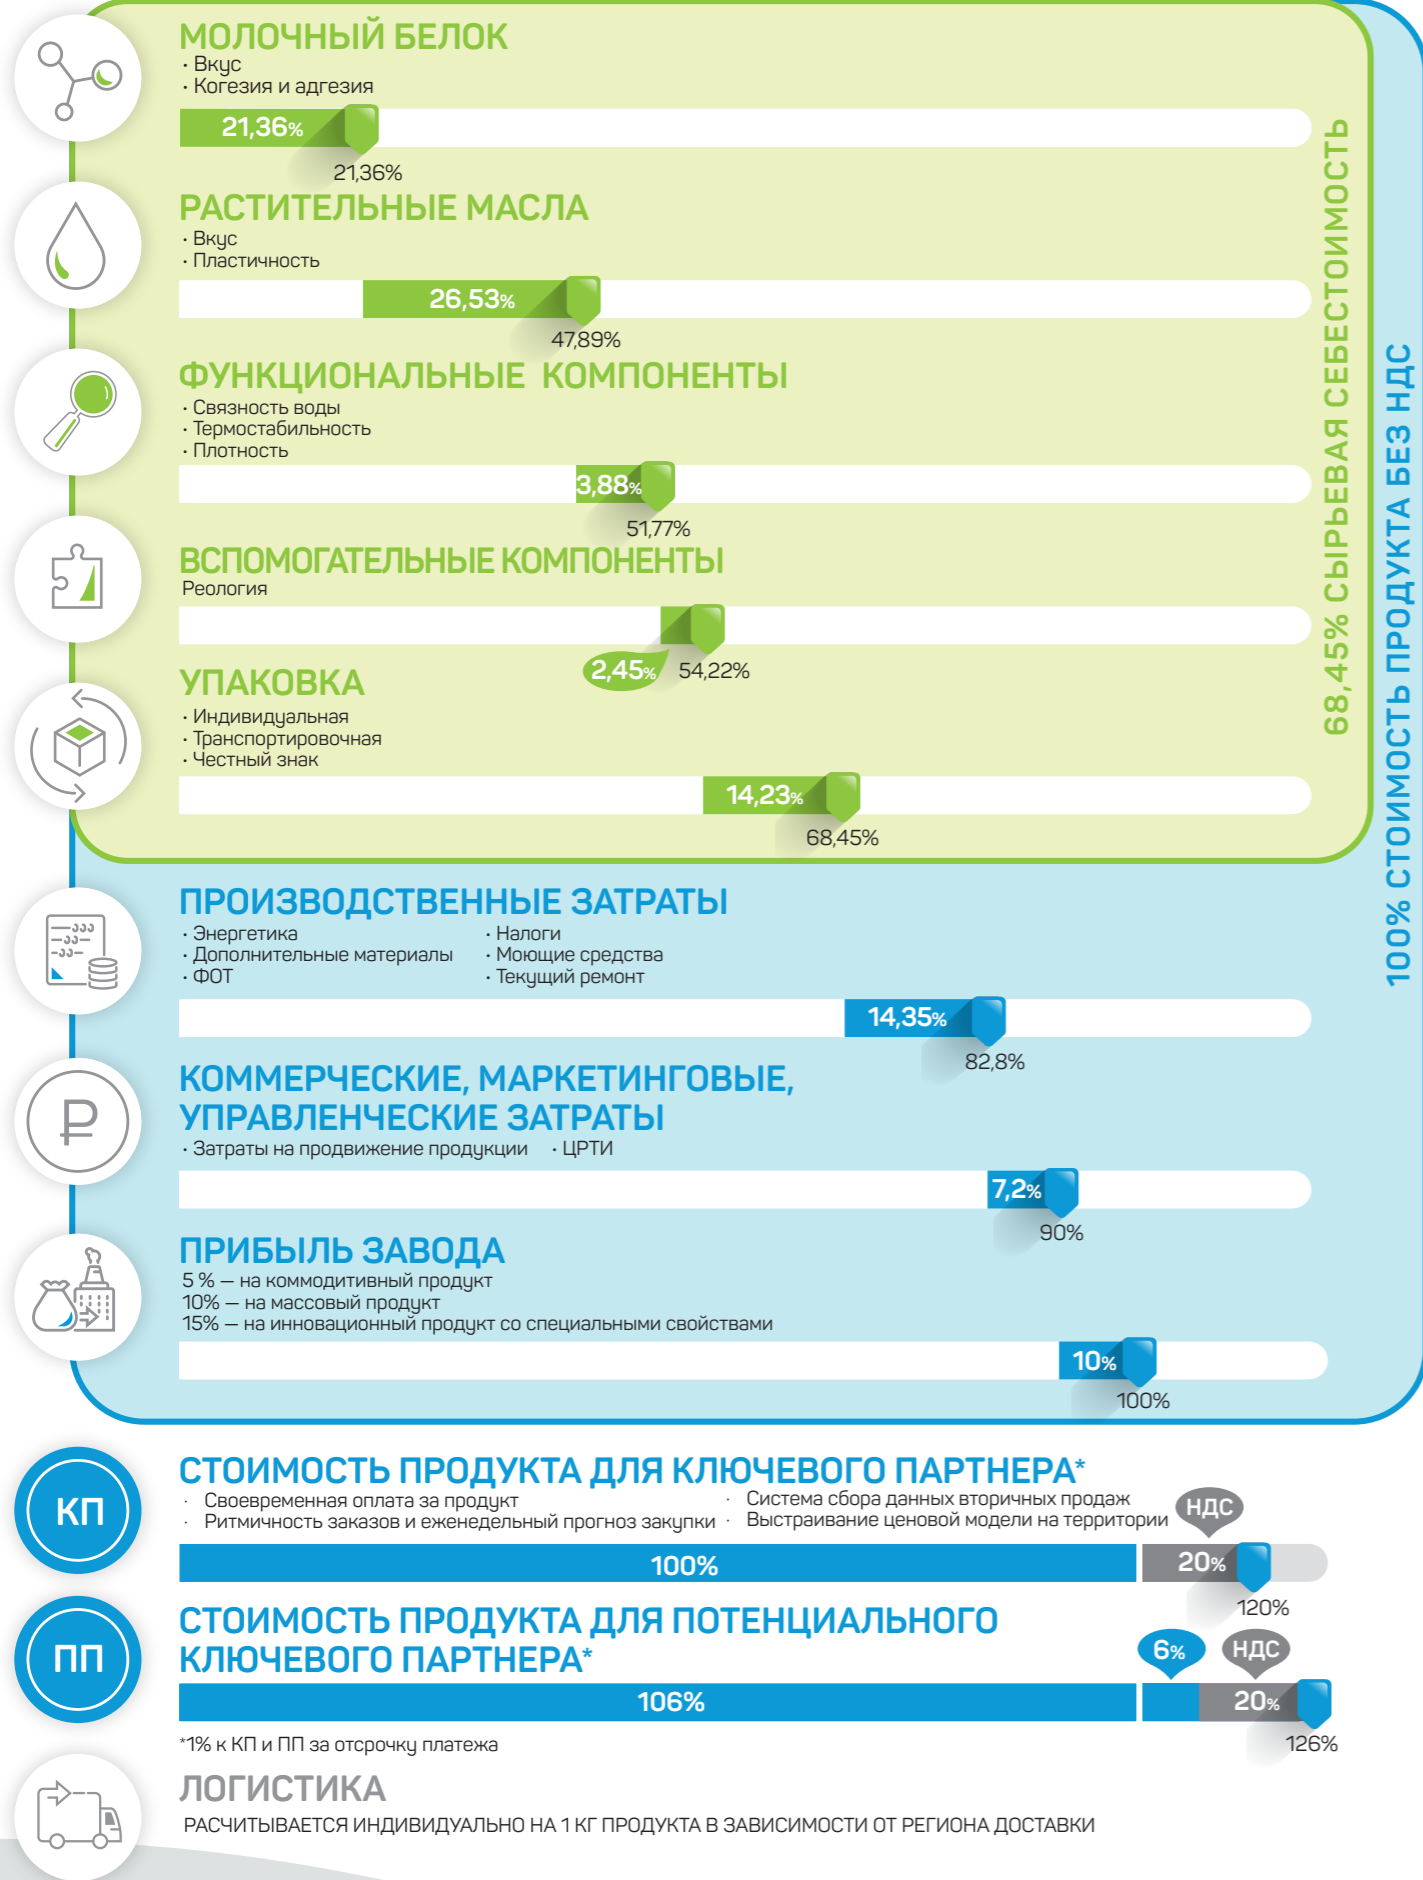 МОЛОЧНЫЙ БЕЛОК
· Вкус
· Когезия и адгезия
21,36%
21,36%
РАСТИТЕЛЬНЫЕ МАСЛА
· Вкус
· Пластичность
26,53%
47,89%
ФУНКЦИОНАЛЬНЫЕ КОМПОНЕНТЫ
· Связность воды
· Термостабильность
· Плотность
3,88%
51,77%
ВСПОМОГАТЕЛЬНЫЕ КОМПОНЕНТЫ
Реология
2,45%
54,22%
УПАКОВКА
· Индивидуальная
· Транспортировочная
· Честный знак
14,23%
68,45%
68,45% СЫРЬЕВАЯ СЕБЕСТОИМОСТЬ
ПРОИЗВОДСТВЕННЫЕ ЗАТРАТЫ
· Энергетика
· Дополнительные материалы
· ФОТ
· Налоги
· Моющие средства
· Текущий ремонт
14,35%
82,8%
КОММЕРЧЕСКИЕ, МАРКЕТИНГОВЫЕ,
УПРАВЛЕНЧЕСКИЕ ЗАТРАТЫ
· Затраты на продвижение продукции · ЦРТИ
7,2%
90%
ПРИБЫЛЬ ЗАВОДА
5 % — на коммодитивный продукт
10% — на массовый продукт
15% — на инновационный продукт со специальными свойствами
10%
100%
100% СТОИМОСТЬ ПРОДУКТА БЕЗ НДС
КП
СТОИМОСТЬ ПРОДУКТА ДЛЯ КЛЮЧЕВОГО ПАРТНЕРА*
· Своевременная оплата за продукт
· Ритмичность заказов и еженедельный прогноз закупки
· Система сбора данных вторичных продаж
· Выстраивание ценовой модели на территории
НДС
100%
20%
120%
ПП
СТОИМОСТЬ ПРОДУКТА ДЛЯ ПОТЕНЦИАЛЬНОГО
КЛЮЧЕВОГО ПАРТНЕРА*
6%
НДС
106%
20%
126%
*1% к КП и ПП за отсрочку платежа
ЛОГИСТИКА
РАСЧИТЫВАЕТСЯ ИНДИВИДУАЛЬНО НА 1 КГ ПРОДУКТА В ЗАВИСИМОСТИ ОТ РЕГИОНА ДОСТАВКИ